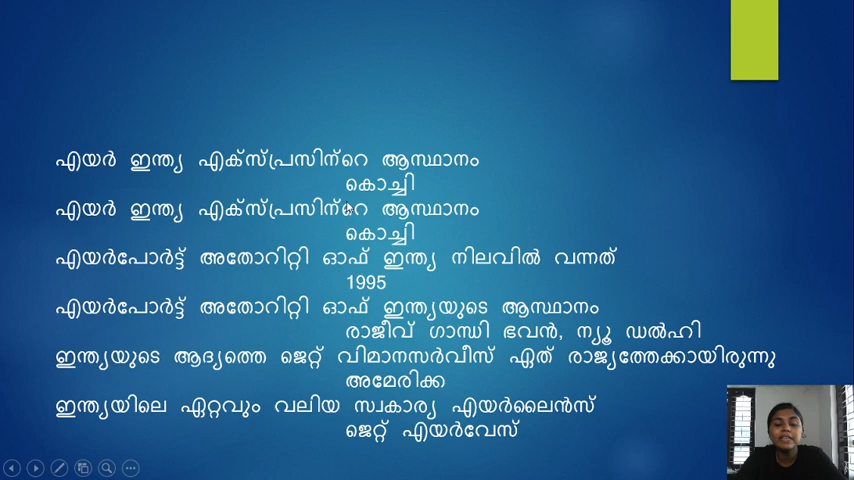 എയർ ഇന്ത്യ എക്സ്പ്രസിന്റെ ആസ്ഥാനം
കൊച്ചി
എയർ ഇന്ത്യ എക്സ്പ്രസിന്റെ ആസ്ഥാനം
കൊച്ചി
എയർപോർട്ട് അതോറിറ്റി ഓഫ് ഇന്ത്യ നിലവിൽ വന്നത്
1995
എയർപോർട്ട് അതോറിറ്റി ഓഫ് ഇന്ത്യയുടെ ആസ്ഥാനം
രാജീവ് ഗാന്ധി ഭവൻ, ന്യൂ ഡൽഹി
ഇന്ത്യയുടെ ആദ്യത്തെ ജെറ്റ് വിമാനസർവീസ് ഏത് രാജ്യത്തേക്കായിരുന്നു
അമേരിക്ക
ഇന്ത്യയിലെ ഏറ്റവും വലിയ സ്വകാര്യ എയർലൈൻസ്
ജെറ്റ് എയർവേസ്